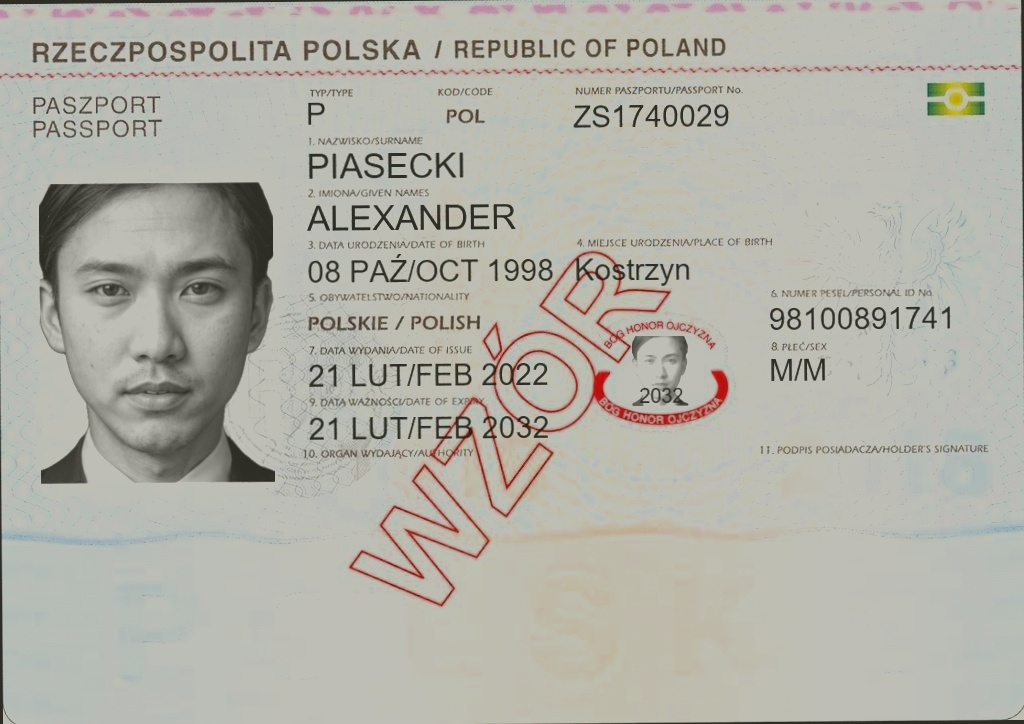 RZECZPOSPOLITA POLSKA / REPUBLIC OF POLAND
PASZPORT
PASSPORT
TYP/TYPE KOD/CODE NUMER PASZPORTU/PASSPORT No.
P POL ZS1740029
1. NAZWISKO/SURNAME
PIASECKI
2. IMIONA/GIVEN NAMES
ALEXANDER
3. DATA URODZENIA/DATE OF BIRTH 4. MIEJSCE URODZENIA/PLACE OF BIRTH
08 PAŹ/OCT 1998 Kostrzyn
5. OBYWATELSTWO/NATIONALITY 6. NUMER PESEL/PERSONAL ID No.
POLSKIE / POLISH 98100891741
7. DATA WYDANIA/DATE OF ISSUE 8. PŁEĆ/SEX
21 LUT/FEB 2022 M/M
9. DATA WAŻNOŚCI/DATE OF EXPIRY
21 LUT/FEB 2032
10. ORGAN WYDAJĄCY/AUTHORITY 11. PODPIS POSIADACZA/HOLDER'S SIGNATURE
BÓG HONOR OJCZYZNA
2032
BÓG HONOR OJCZYZNA
WZÓR